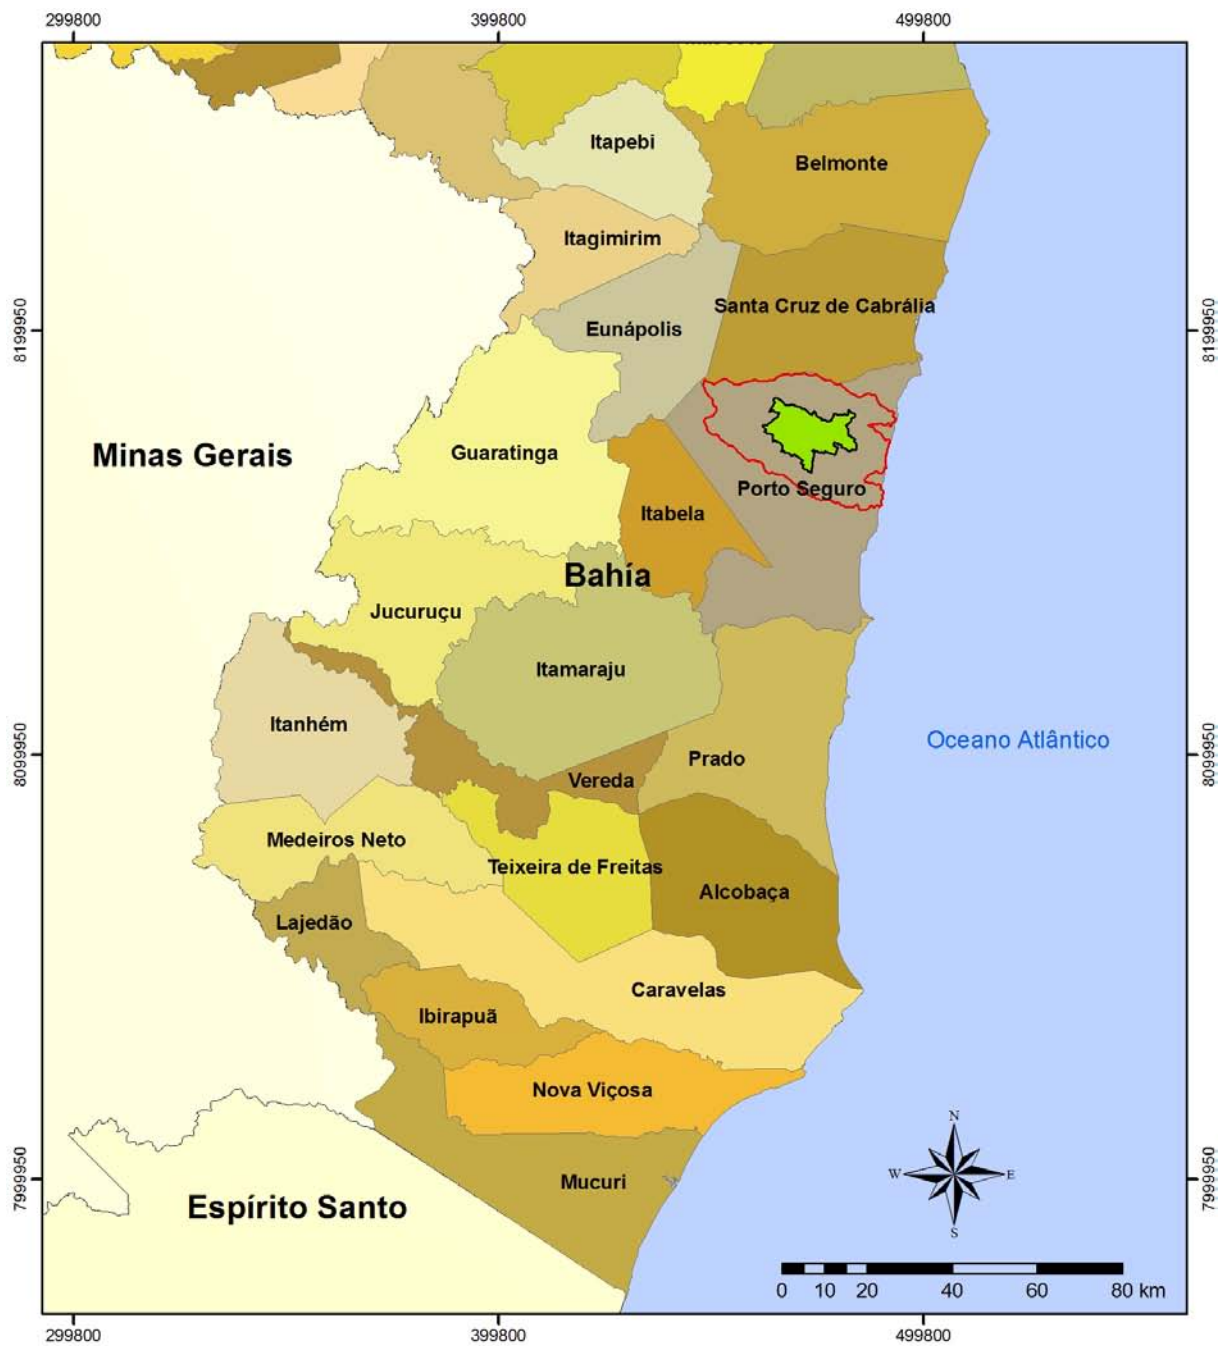 299800
399800
499800
Itapebi
Belmonte
Itagimirim
Santa Cruz de Cabrália
Eunápolis
8199950
8199950
Minas Gerais
Guaratinga
Porto Seguro
Itabela
Bahía
Jucuruçu
Itamaraju
Itanhém
Oceano Atlântico
8099950
8099950
Prado
Vereda
Medeiros Neto
Teixeira de Freitas
Alcobaça
Lajedão
Caravelas
Ibirapuã
Nova Viçosa
N
W
E
S
Mucuri
7999950
7999950
Espírito Santo
0 10 20 40 60 80 km
299800
399800
499800